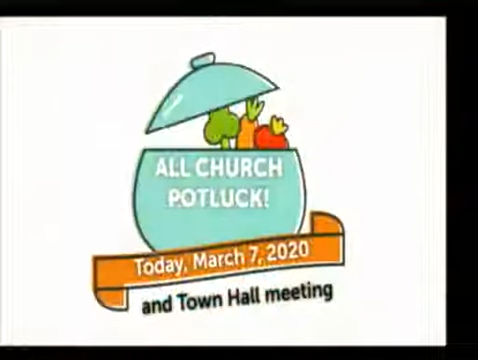 ALL CHURCH
POTLUCK!
Today, March 7, 2020
and Town Hall meeting